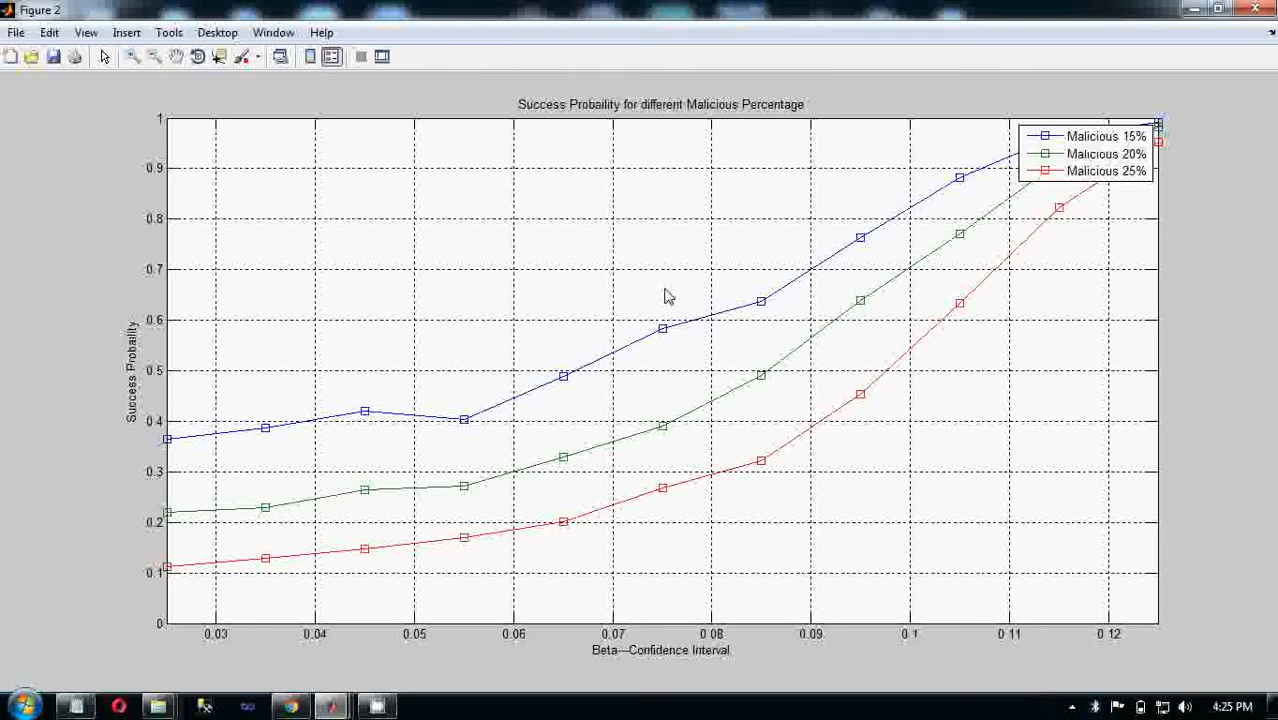 Figure 2
File Edit View Insert Tools Desktop Window Help
Success Probaility for different Malicious Percentage
Malicious 15%
Malicious 20%
Malicious 25%
1
0.9
0.8
0.7
0.6
0.5
0.4
0.3
0.2
0.1
0
Success Probaility
0.03 0.04 0.05 0.06 0.07 0.08 0.09 0.1 0.11 0.12
Beta---Confidence Interval
4:25 PM